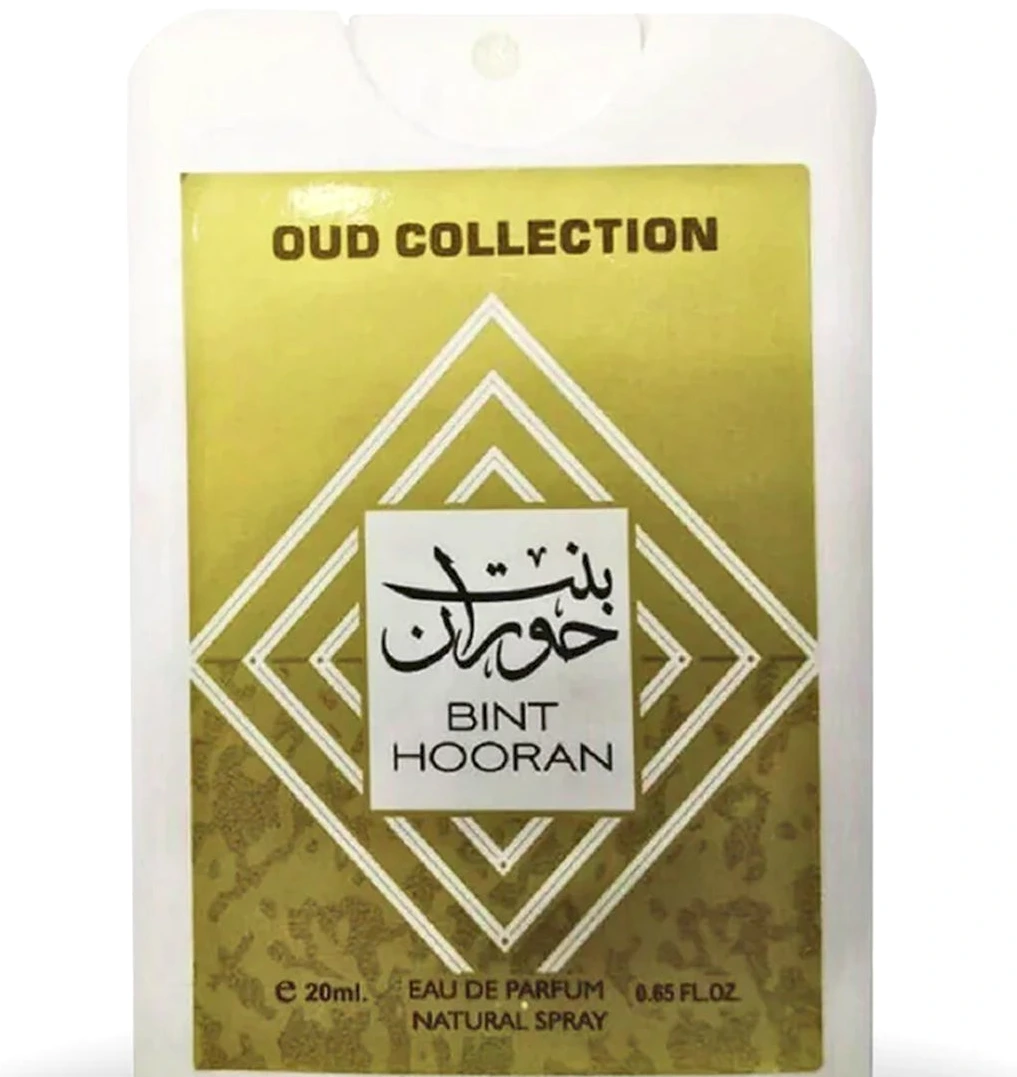 OUD COLLECTION
بنت
حوران
BINT
HOORAN
e 20ml. EAU DE PARFUM 0.65 FL.OZ.
NATURAL SPRAY